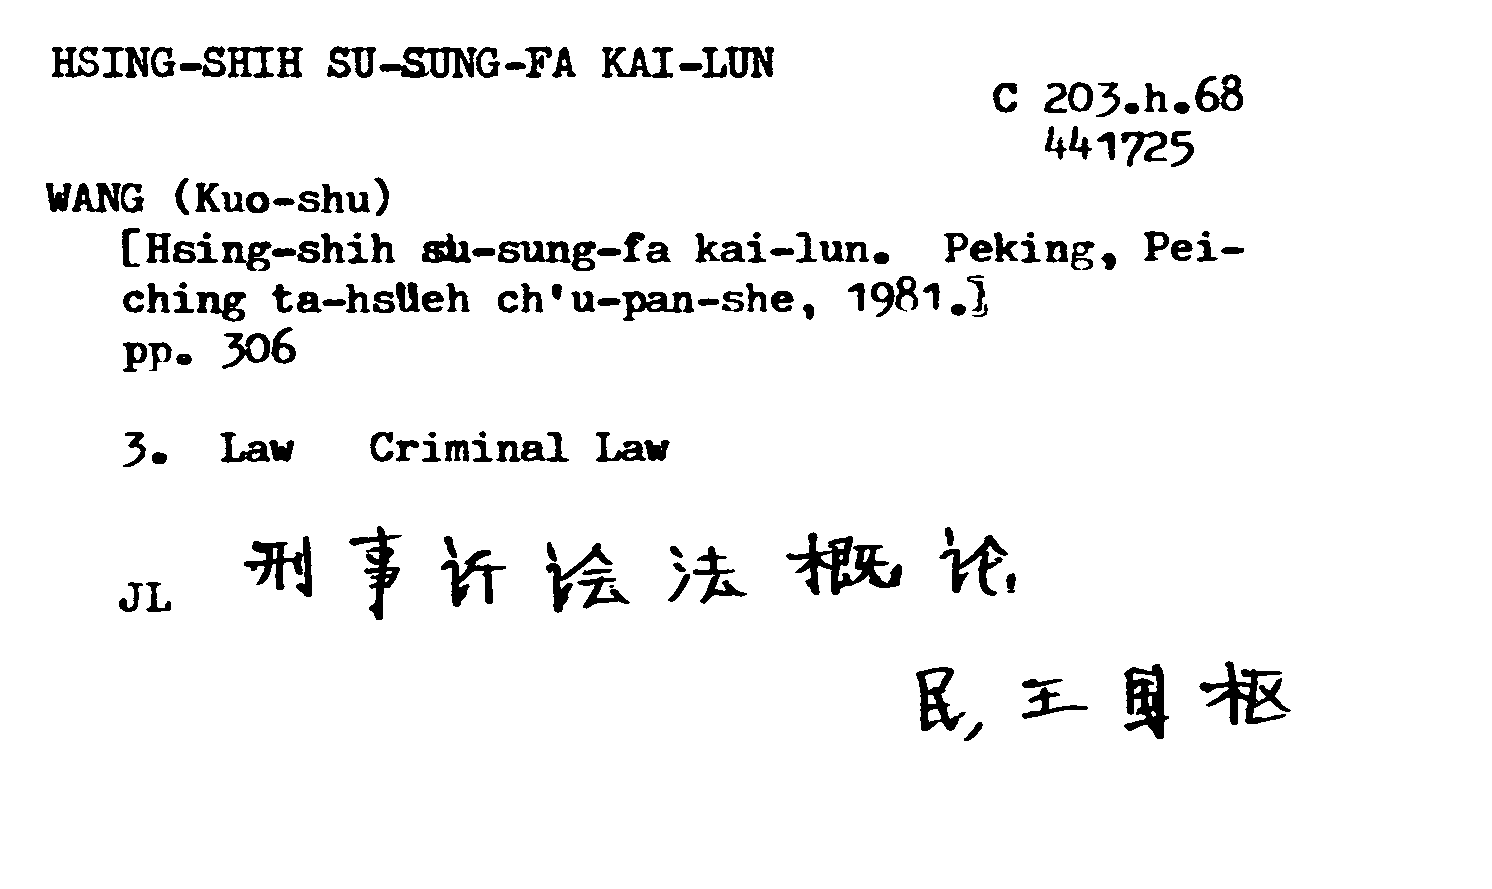 HSING-SHIH SU-SUNG-FA KAI-LUN
C 203.h.68
441725
WANG (Kuo-shu)
[Hsing-shih su-sung-fa kai-lun. Peking, Pei-
ching ta-hsüeh ch'u-pan-she, 1981.]
pp. 306
3. Law Criminal Law
JL 刑事诉讼法概论,
民, 王国枢